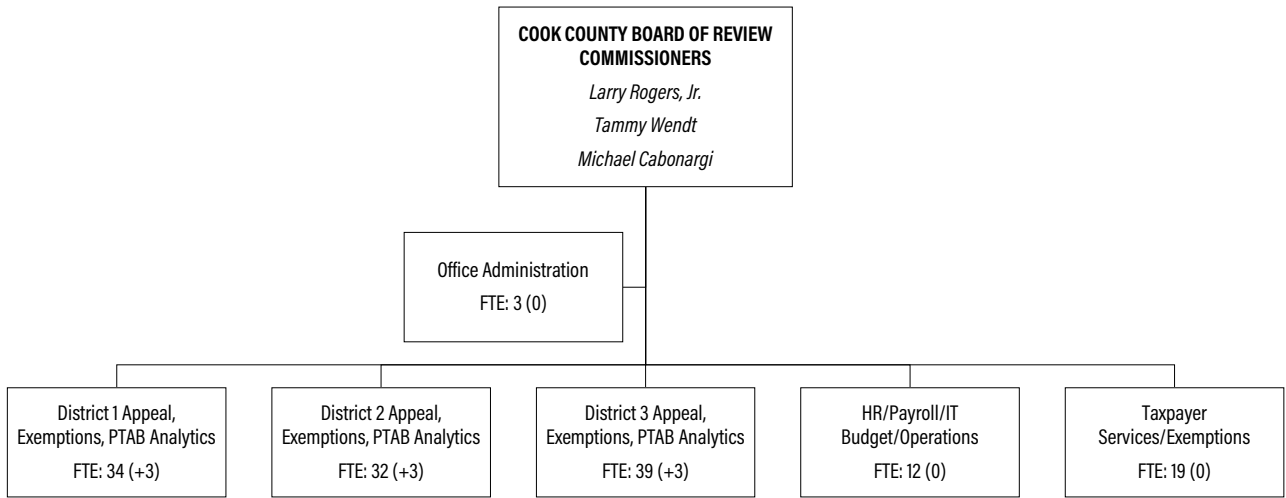 COOK COUNTY BOARD OF REVIEW
COMMISSIONERS
Larry Rogers, Jr.
Tammy Wendt
Michael Cabonargi
Office Administration
FTE: 3 (0)
District 1 Appeal,
Exemptions, PTAB Analytics
FTE: 34 (+3)
District 2 Appeal,
Exemptions, PTAB Analytics
FTE: 32 (+3)
District 3 Appeal,
Exemptions, PTAB Analytics
FTE: 39 (+3)
HR/Payroll/IT
Budget/Operations
FTE: 12 (0)
Taxpayer
Services/Exemptions
FTE: 19 (0)